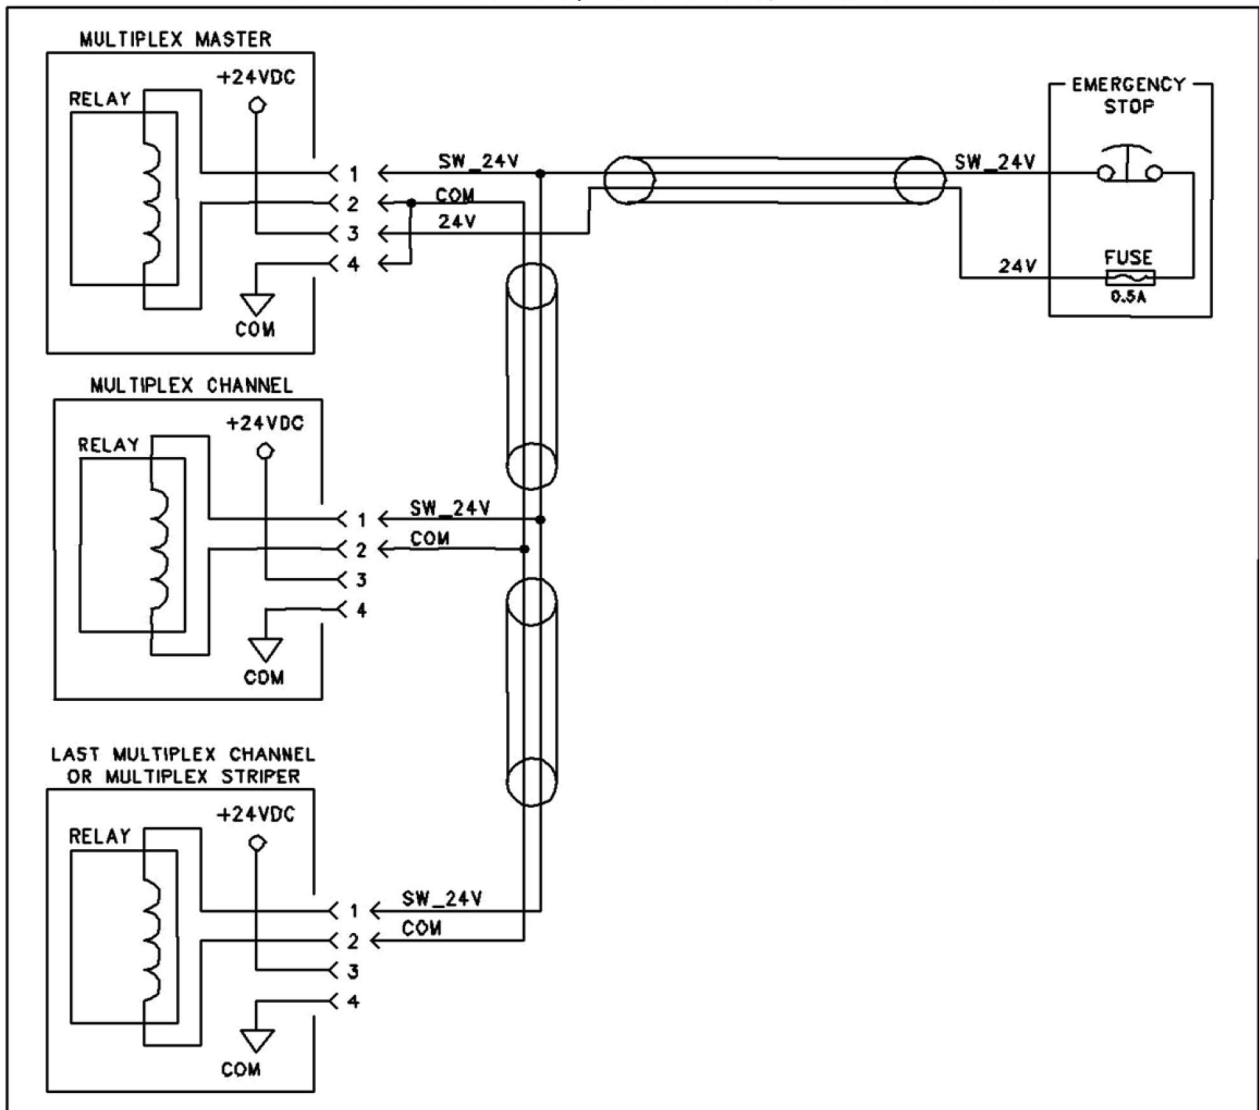 MULTIPLEX MASTER
+24VDC
RELAY
1
2
3
4
COM
SW_24V
COM
24V
SW_24V
24V
EMERGENCY
STOP
FUSE
0.5A
MULTIPLEX CHANNEL
+24VDC
RELAY
1
2
3
4
COM
SW_24V
COM
LAST MULTIPLEX CHANNEL
OR MULTIPLEX STRIPER
+24VDC
RELAY
1
2
3
4
COM
SW_24V
COM